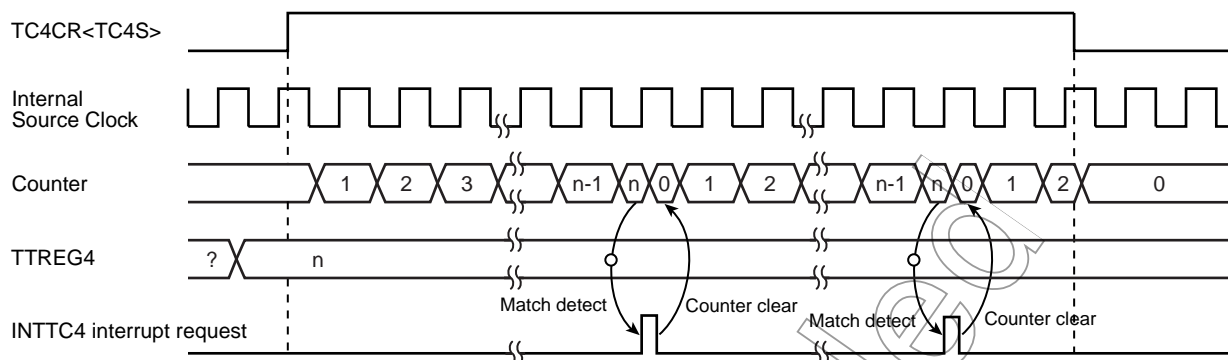 TC4CR<TC4S>
Internal
Source Clock
Counter
1 2 3 n-1 n 0 1 2 n-1 n 0 1 2 0
TTREG4
? n
Match detect Counter clear Match detect Counter clear
INTTC4 interrupt request